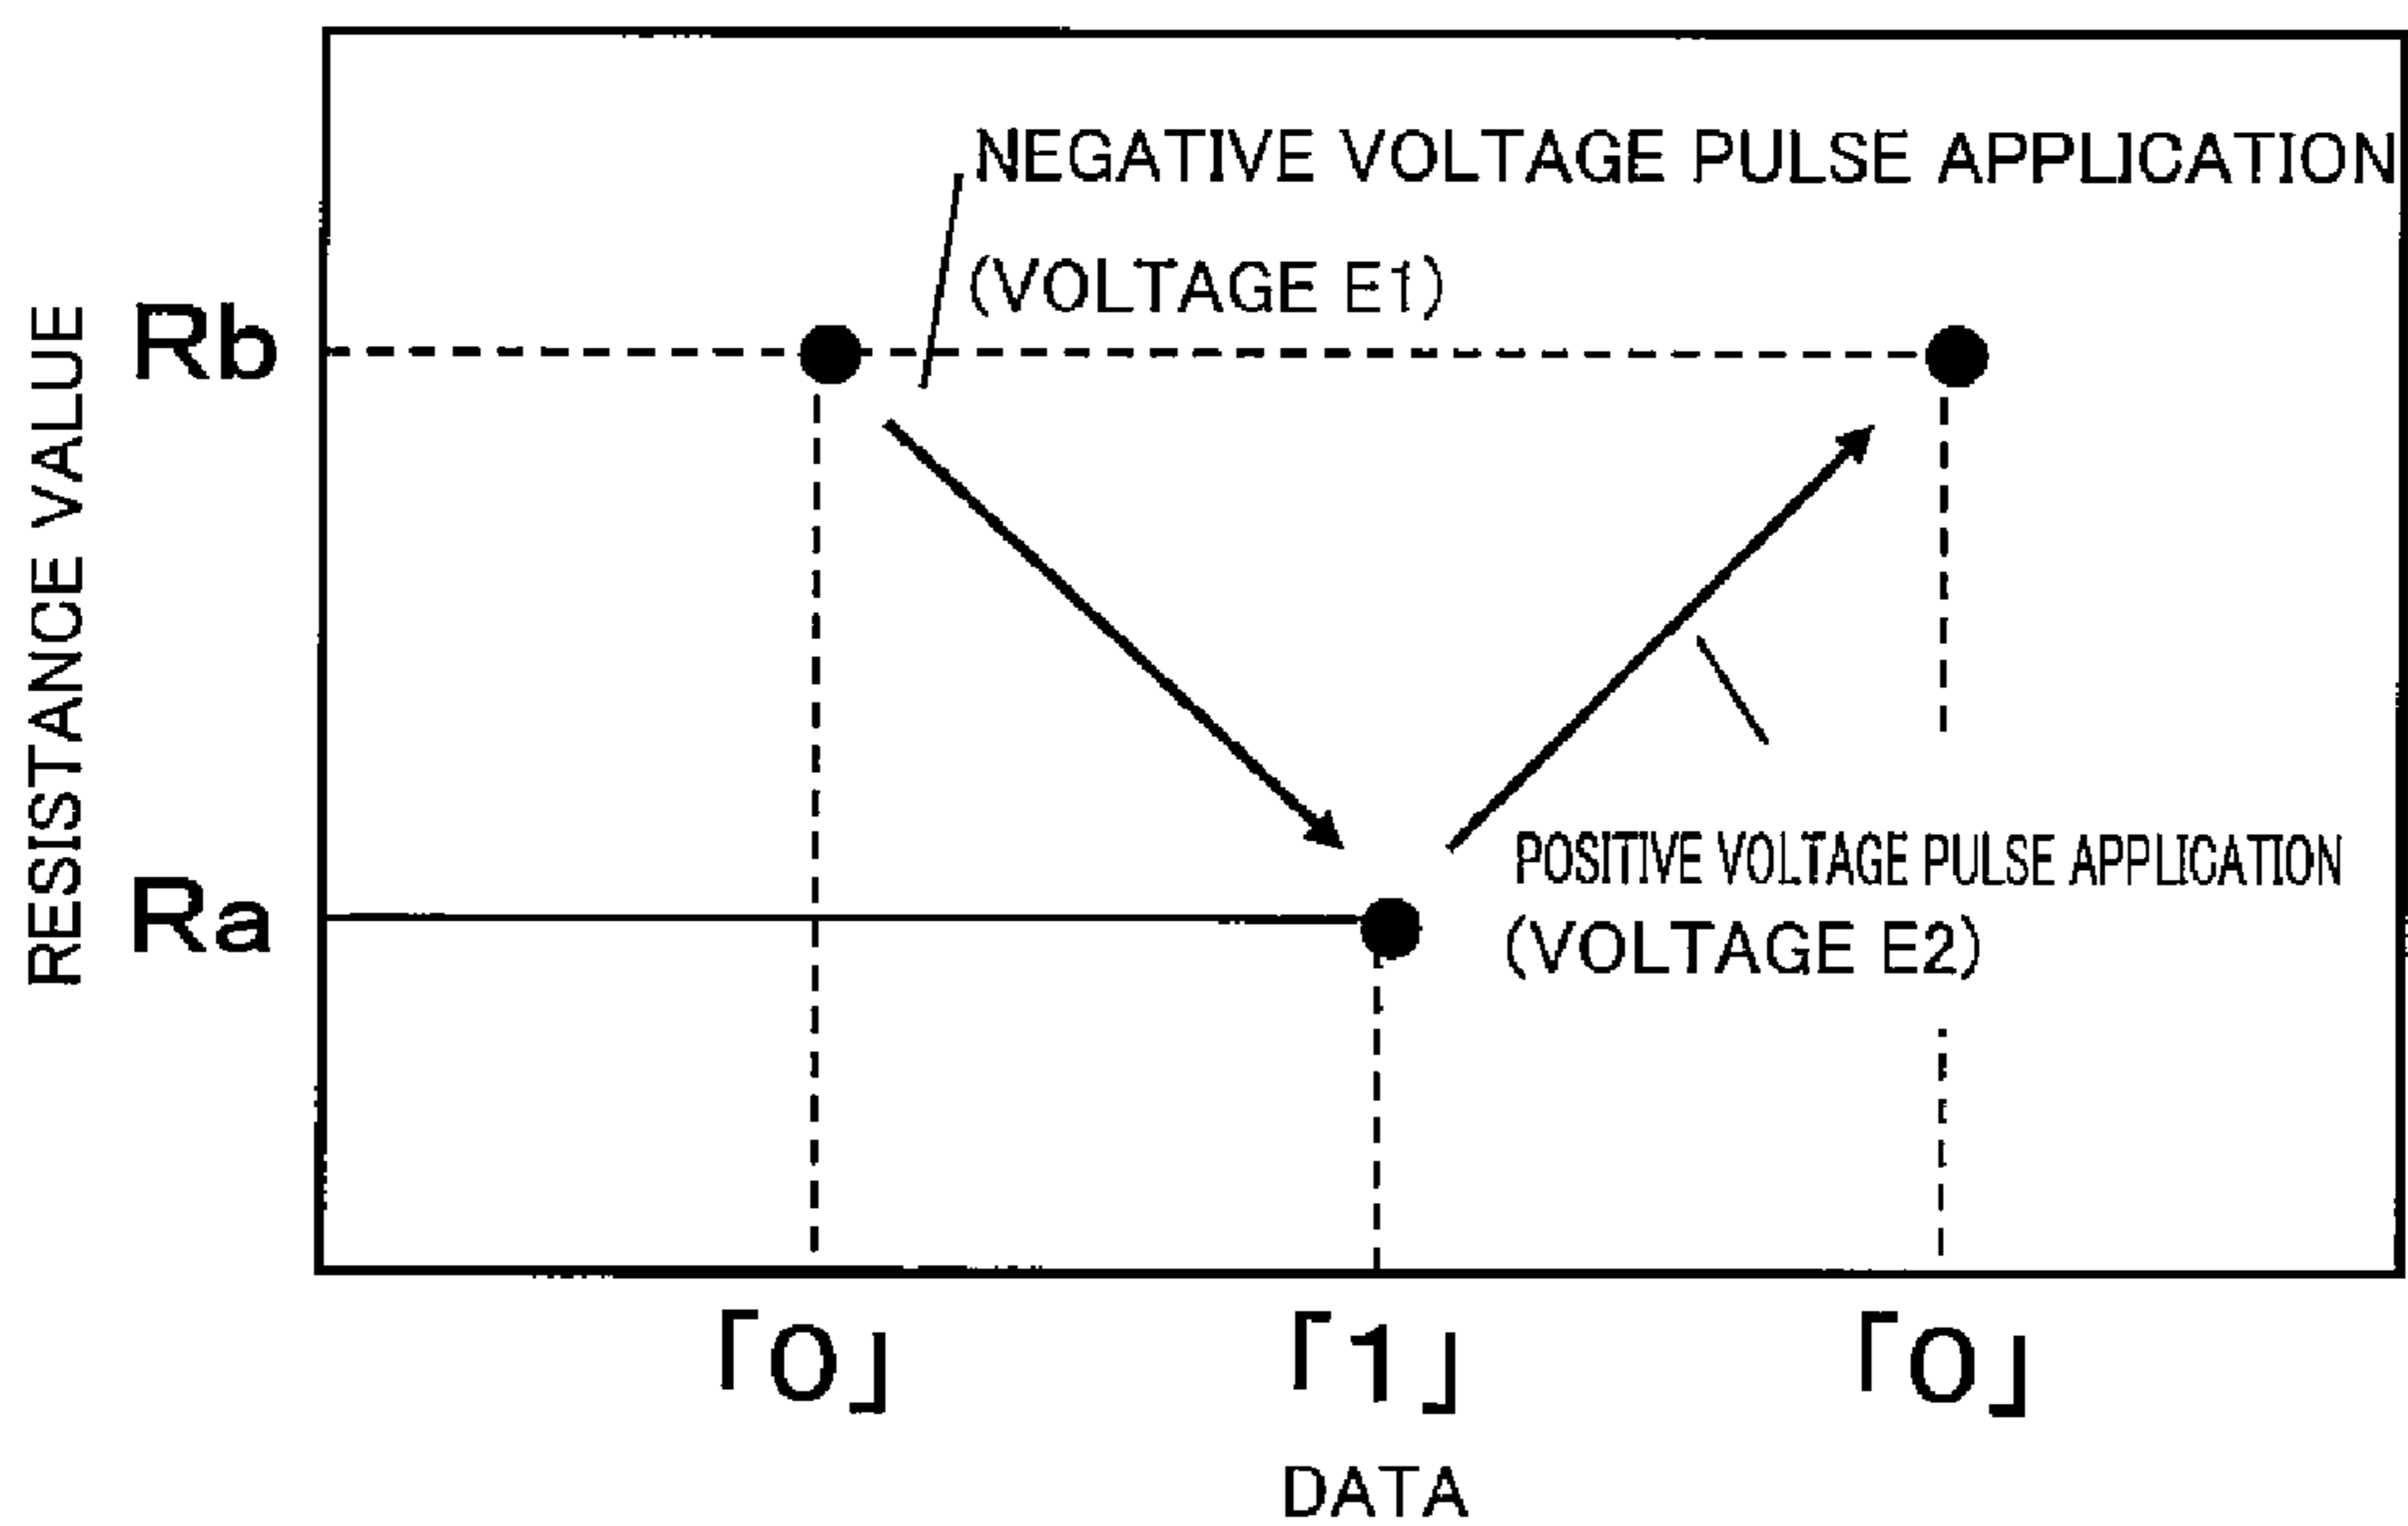 NEGATIVE VOLTAGE PULSE APPLICATION
(VOLTAGE E1)
RESISTANCE VALUE
Rb
Ra
POSITIVE VOLTAGE PULSE APPLICATION
(VOLTAGE E2)
「0」 「1」 「0」
DATA